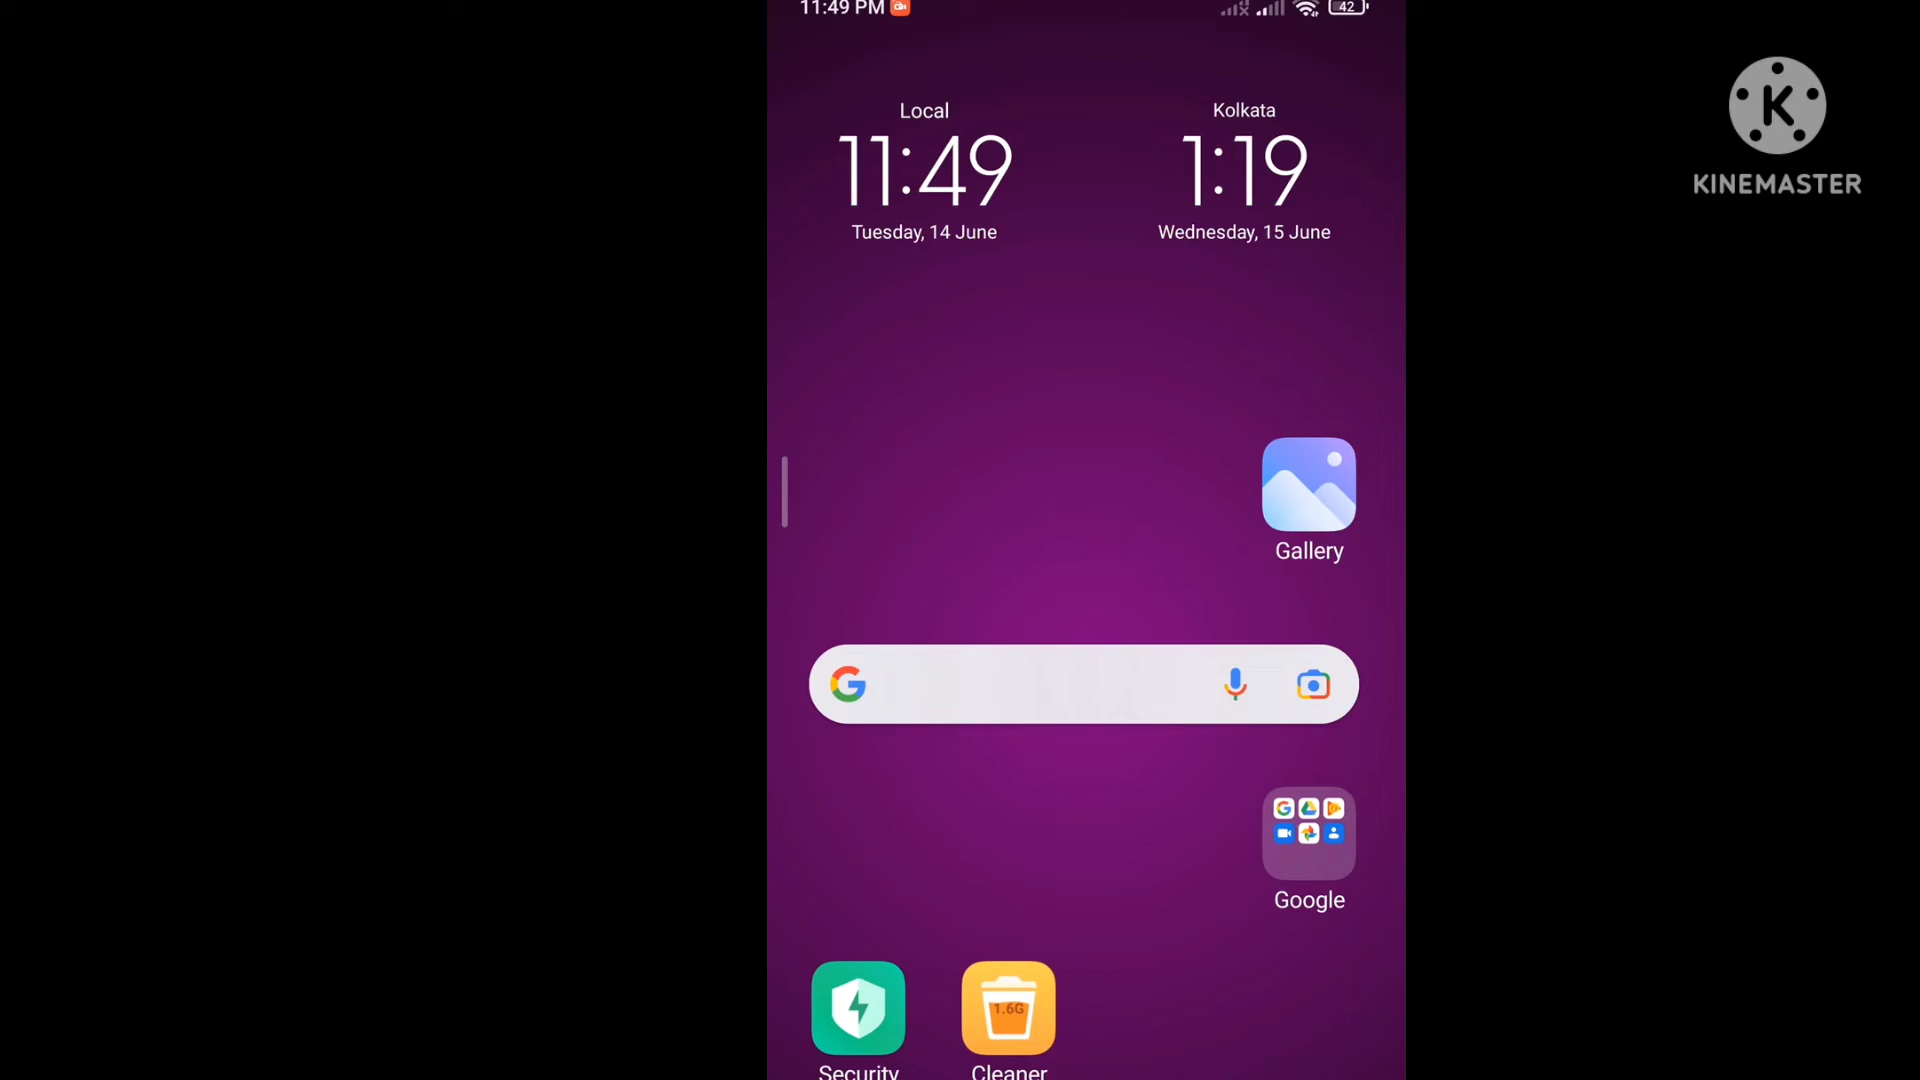 11:49 PM 42
Local Kolkata
11:49 1:19
Tuesday, 14 June Wednesday, 15 June
KINEMASTER
Gallery
Google
1.6G
Security Cleaner